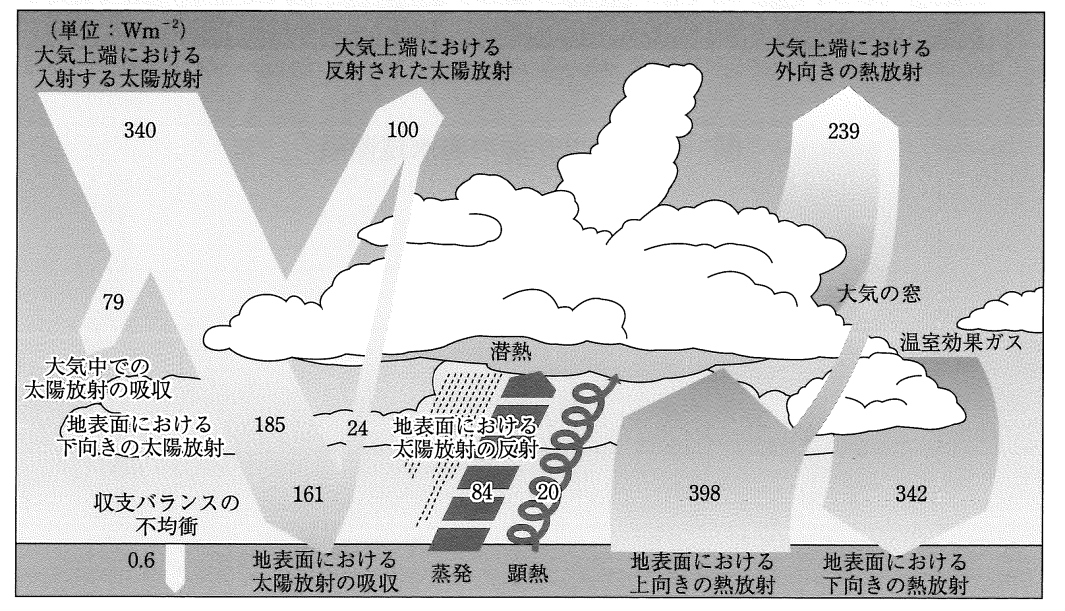 (単位：Wm⁻²)
大気上端における
入射する太陽放射
340
大気上端における
反射された太陽放射
100
大気上端における
外向きの熱放射
239
79
大気の窓
温室効果ガス
潜熱
大気中での
太陽放射の吸収
地表面における
下向きの太陽放射
185
24
地表面における
太陽放射の反射
161
84
20
398
342
収支バランスの
不均衝
0.6
地表面における
太陽放射の吸収
蒸発
顕熱
地表面における
上向きの熱放射
地表面における
下向きの熱放射